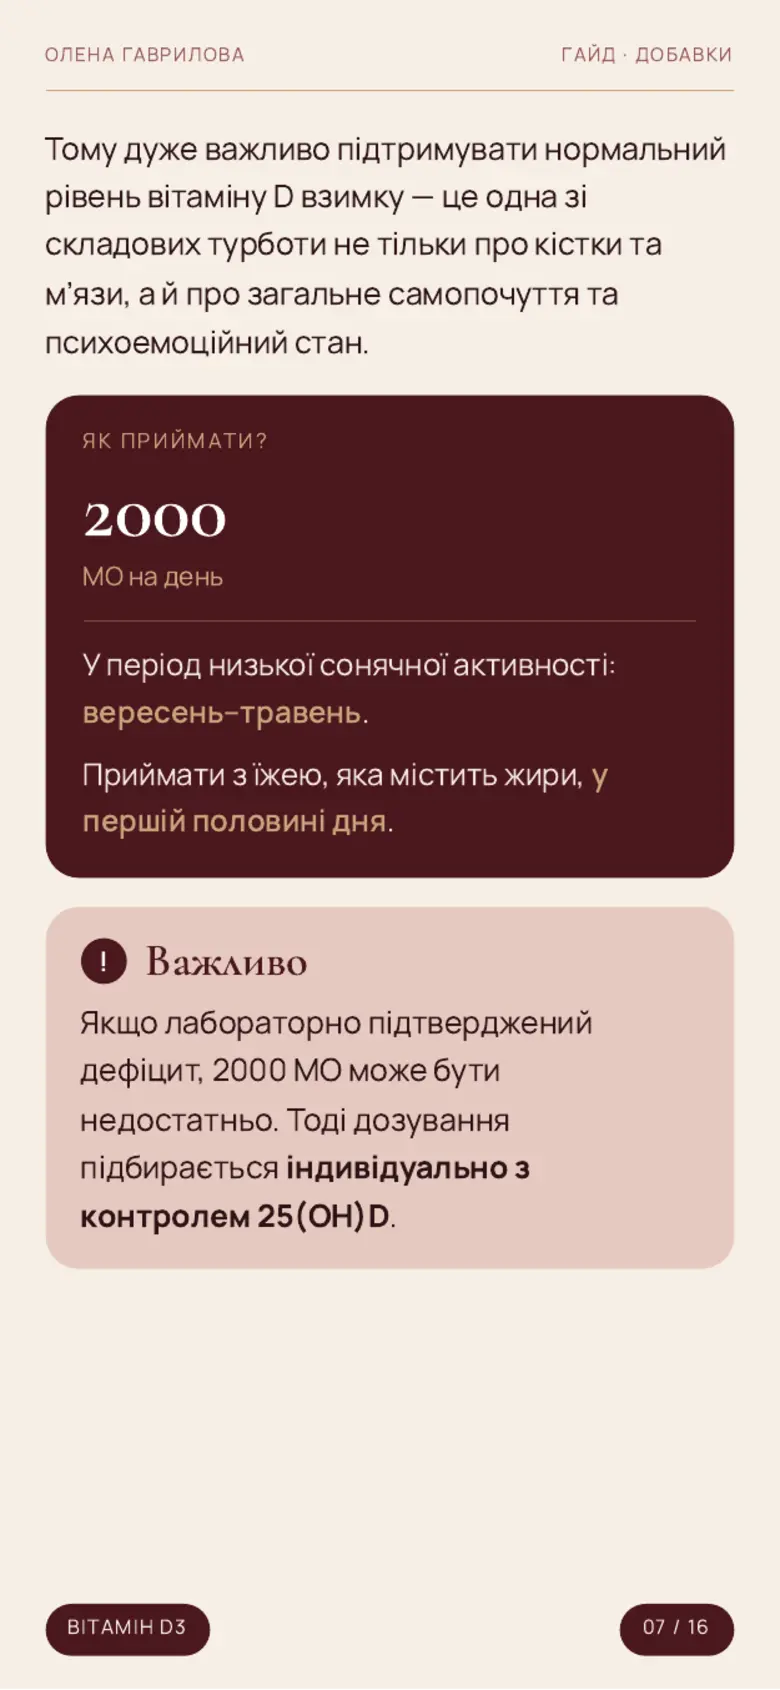 ОЛЕНА ГАВРИЛОВА
ГАЙД · ДОБАВКИ
Тому дуже важливо підтримувати нормальний
рівень вітаміну D взимку — це одна зі
складових турботи не тільки про кістки та
м’язи, а й про загальне самопочуття та
психоемоційний стан.
ЯК ПРИЙМАТИ?
2000
МО на день
У період низької сонячної активності:
вересень–травень.
Приймати з їжею, яка містить жири, у
першій половині дня.
! Важливо
Якщо лабораторно підтверджений
дефіцит, 2000 МО може бути
недостатньо. Тоді дозування
підбирається індивідуально з
контролем 25(OH)D.
ВІТАМІН D3
07 / 16